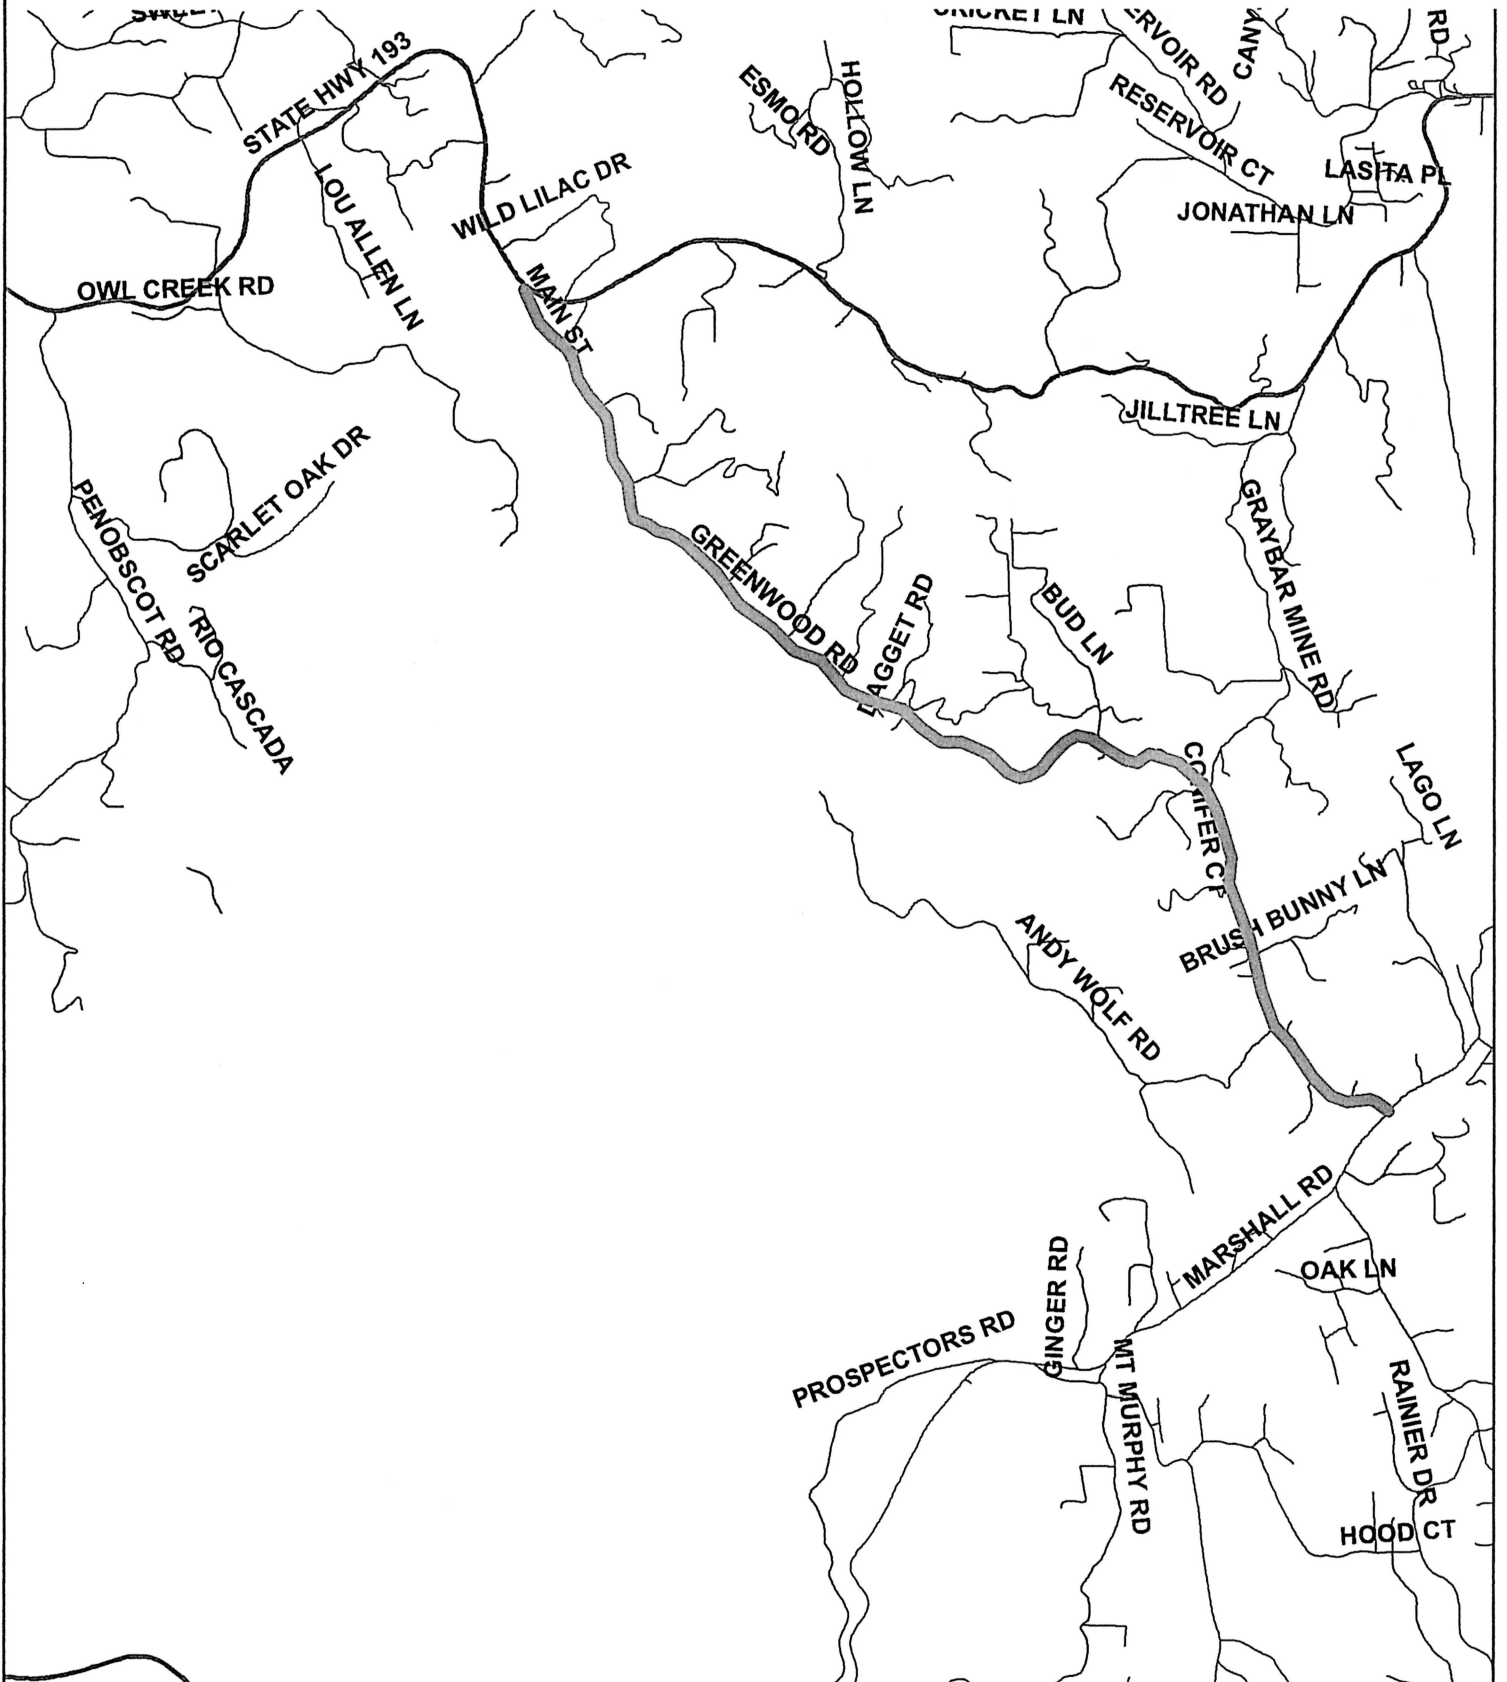 CRICKET LN
RD
STATE HWY 193
ESMO RD
HOLLOW LN
RESERVOIR CT
LASITA PL
JONATHAN LN
LOU ALLEN LN
WILD LILAC DR
OWL CREEK RD
MAIN ST
JILLTREE LN
SCARLET OAK DR
PENOBSCOT RD
GREENWOOD RD
GRAYBAR MINE RD
BUD LN
RIO CASCADA
DAGGET RD
CONIFER CT
LAGO LN
BRUSH BUNNY LN
ANDY WOLF RD
MARSHALL RD
OAK LN
GINGER RD
PROSPECTORS RD
MT MURPHY RD
RAINIER DR
HOOD CT